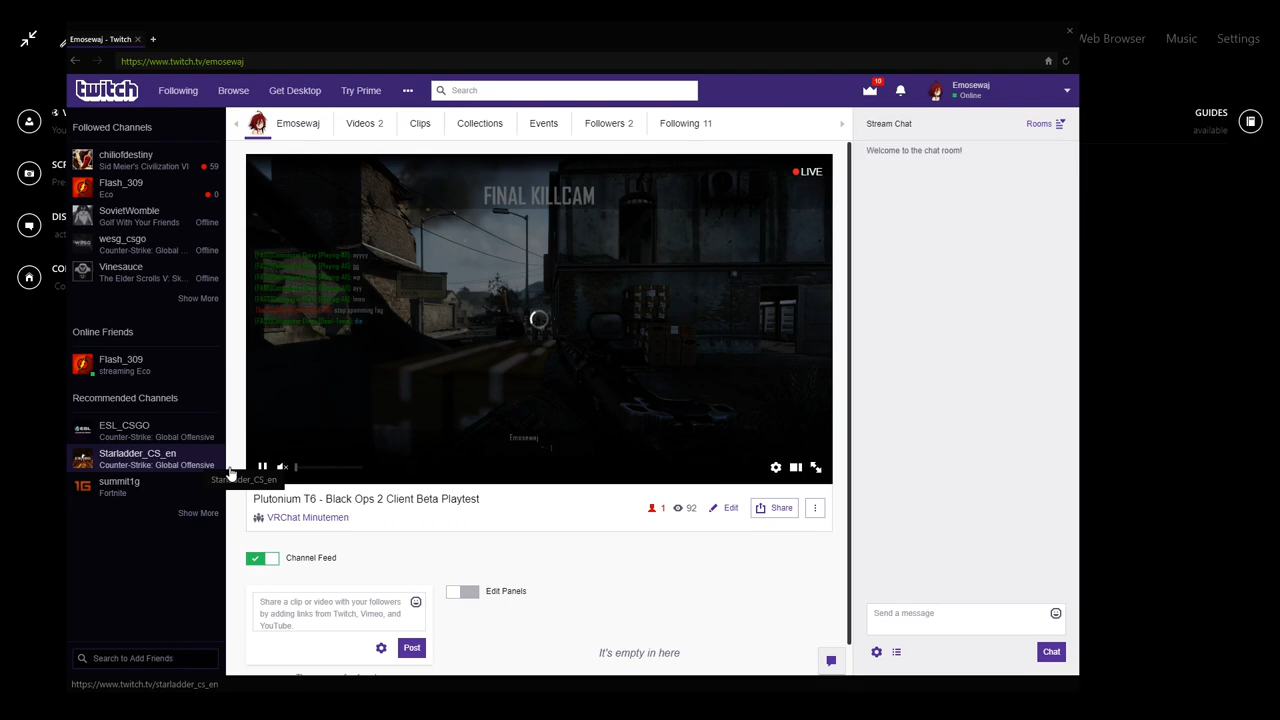 Emosewaj - Twitch
https://www.twitch.tv/emosewaj
Web Browser
Music
Settings
twitch
Following
Browse
Get Desktop
Try Prime
Search
10
Emosewaj
Online
Followed Channels
chiliofdestiny
Sid Meier's Civilization VI
59
Flash_309
Eco
0
SovietWomble
Golf With Your Friends
Offline
wesg_csgo
Counter-Strike: Global ...
Offline
Vinesauce
The Elder Scrolls V: Sk...
Offline
Show More
Online Friends
Flash_309
streaming Eco
Recommended Channels
ESL_CSGO
Counter-Strike: Global Offensive
Starladder_CS_en
Counter-Strike: Global Offensive
summit1g
Fortnite
Show More
Search to Add Friends
https://www.twitch.tv/starladder_cs_en
Emosewaj
Videos 2
Clips
Collections
Events
Followers 2
Following 11
FINAL KILLCAM
LIVE
Emosewaj
Plutonium T6 - Black Ops 2 Client Beta Playtest
VRChat Minutemen
1
92
Edit
Share
Channel Feed
Share a clip or video with your followers
by adding links from Twitch, Vimeo, and
YouTube.
Post
Edit Panels
It's empty in here
Stream Chat
Rooms
Welcome to the chat room!
Send a message
Chat
GUIDES
available